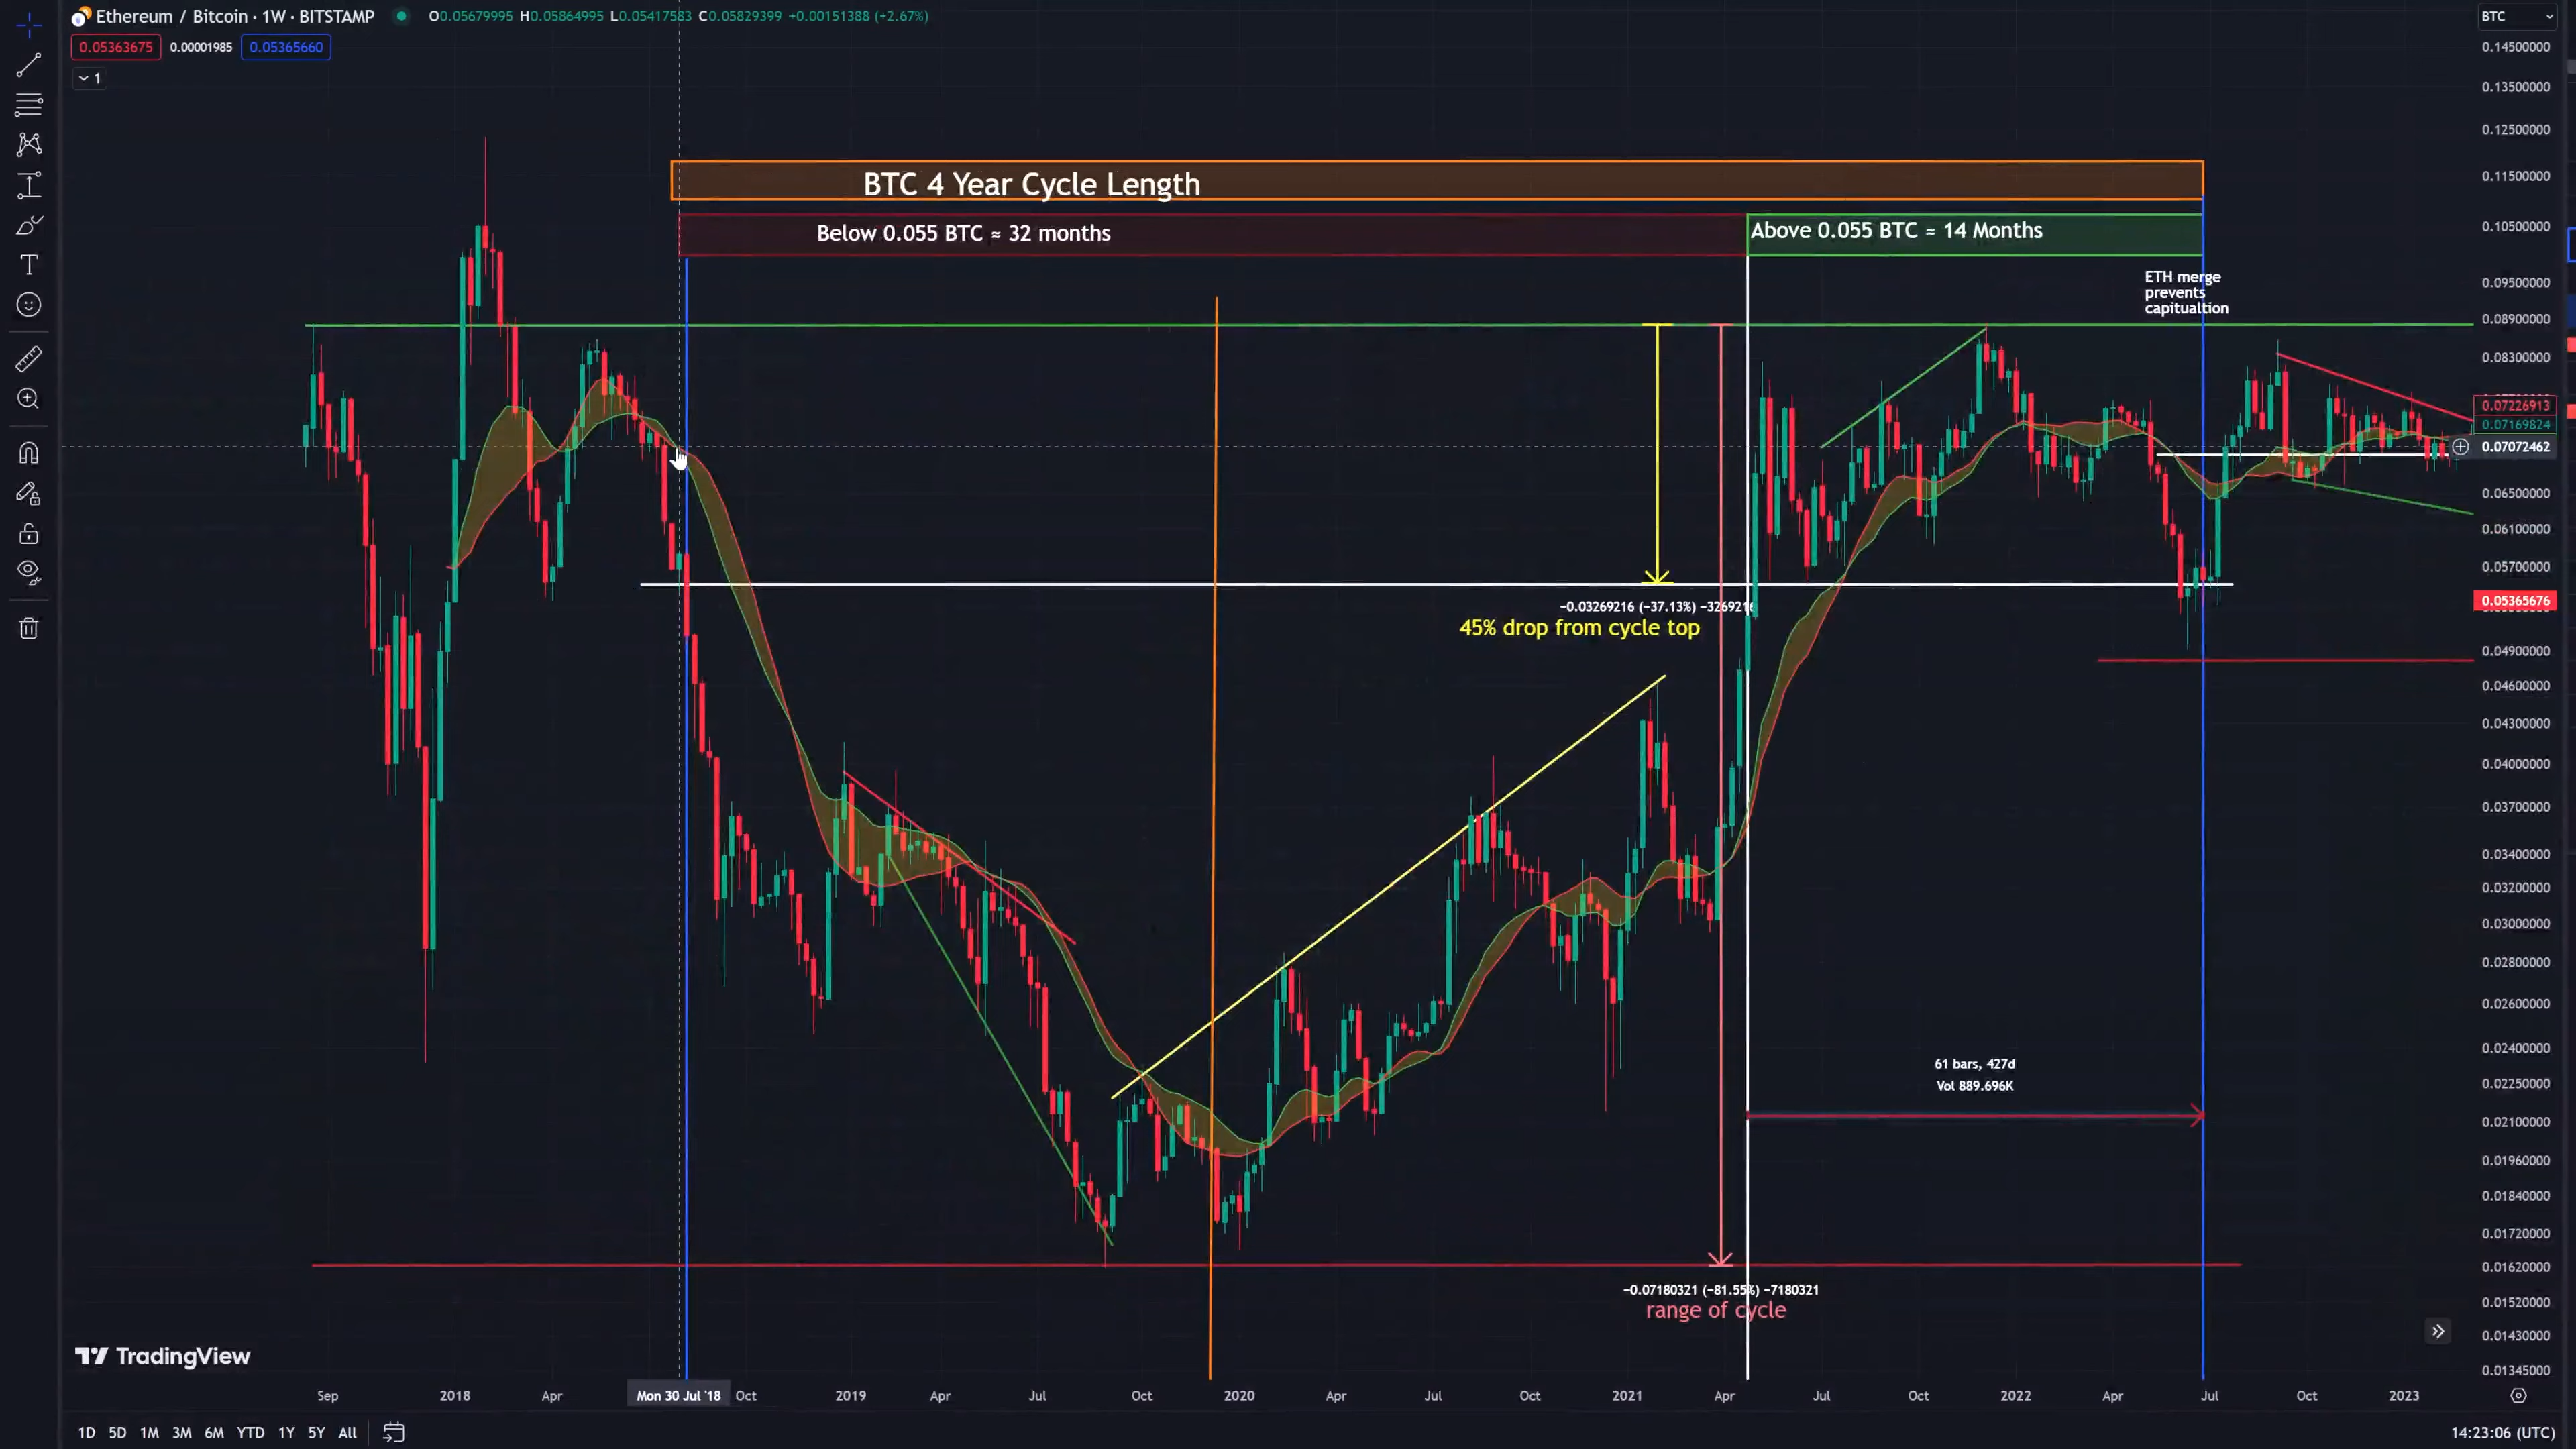 Ethereum / Bitcoin · 1W · BITSTAMP O0.05679995 H0.05864995 L0.05417583 C0.05829399 +0.00151388 (+2.67%)
BTC
0.05363675 0.00001985 0.05365660
1
0.14500000
0.13500000
0.12500000
0.11500000
0.10500000
0.09500000
0.08900000
0.08300000
0.07226913
0.07169824
0.07072462
0.06500000
0.06100000
0.05700000
0.05365676
0.04900000
0.04600000
0.04300000
0.04000000
0.03700000
0.03400000
0.03200000
0.03000000
0.02800000
0.02600000
0.02400000
0.02250000
0.02100000
0.01960000
0.01840000
0.01720000
0.01620000
0.01520000
0.01430000
0.01345000
BTC 4 Year Cycle Length
Below 0.055 BTC ≈ 32 months
Above 0.055 BTC ≈ 14 Months
ETH merge
prevents
capitualtion
−0.03269216 (−37.13%) −3269216
45% drop from cycle top
61 bars, 427d
Vol 889.696K
−0.07180321 (−81.55%) −7180321
range of cycle
TradingView
Sep 2018 Apr Mon 30 Jul '18 Oct 2019 Apr Jul Oct 2020 Apr Jul Oct 2021 Apr Jul Oct 2022 Apr Jul Oct 2023
1D 5D 1M 3M 6M YTD 1Y 5Y All
14:23:06 (UTC)